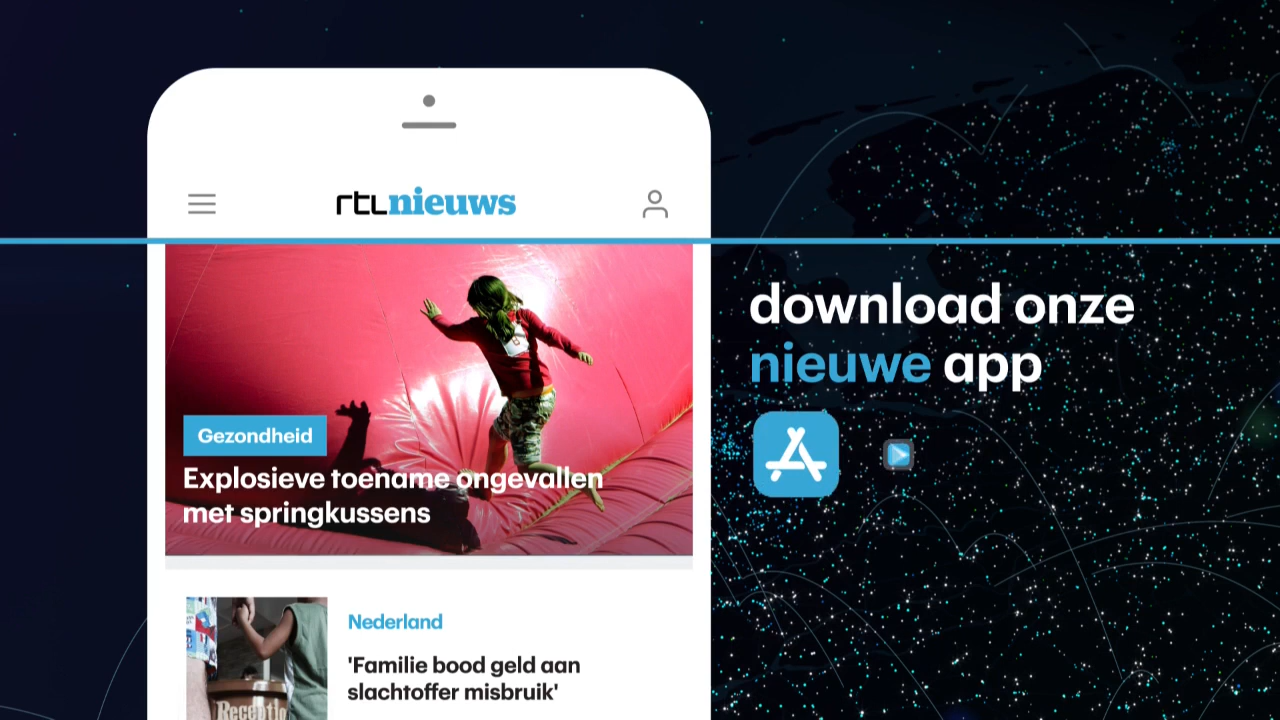 rtlnieuws
download onze
nieuwe app
Gezondheid
Explosieve toename ongevallen
met springkussens
Nederland
'Familie bood geld aan
slachtoffer misbruik'